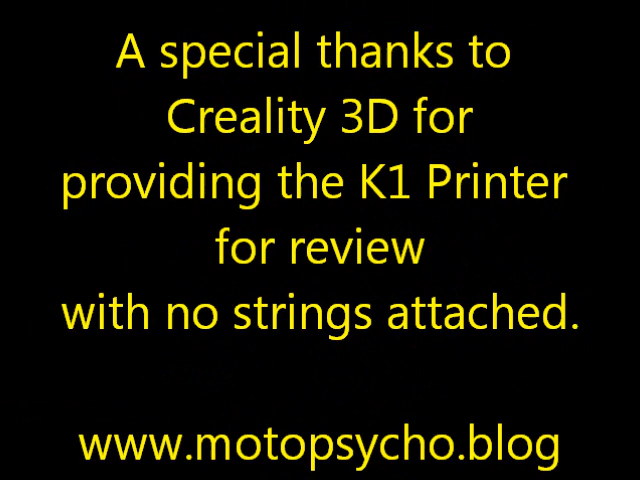 A special thanks to
Creality 3D for
providing the K1 Printer
for review
with no strings attached.
www.motopsycho.blog